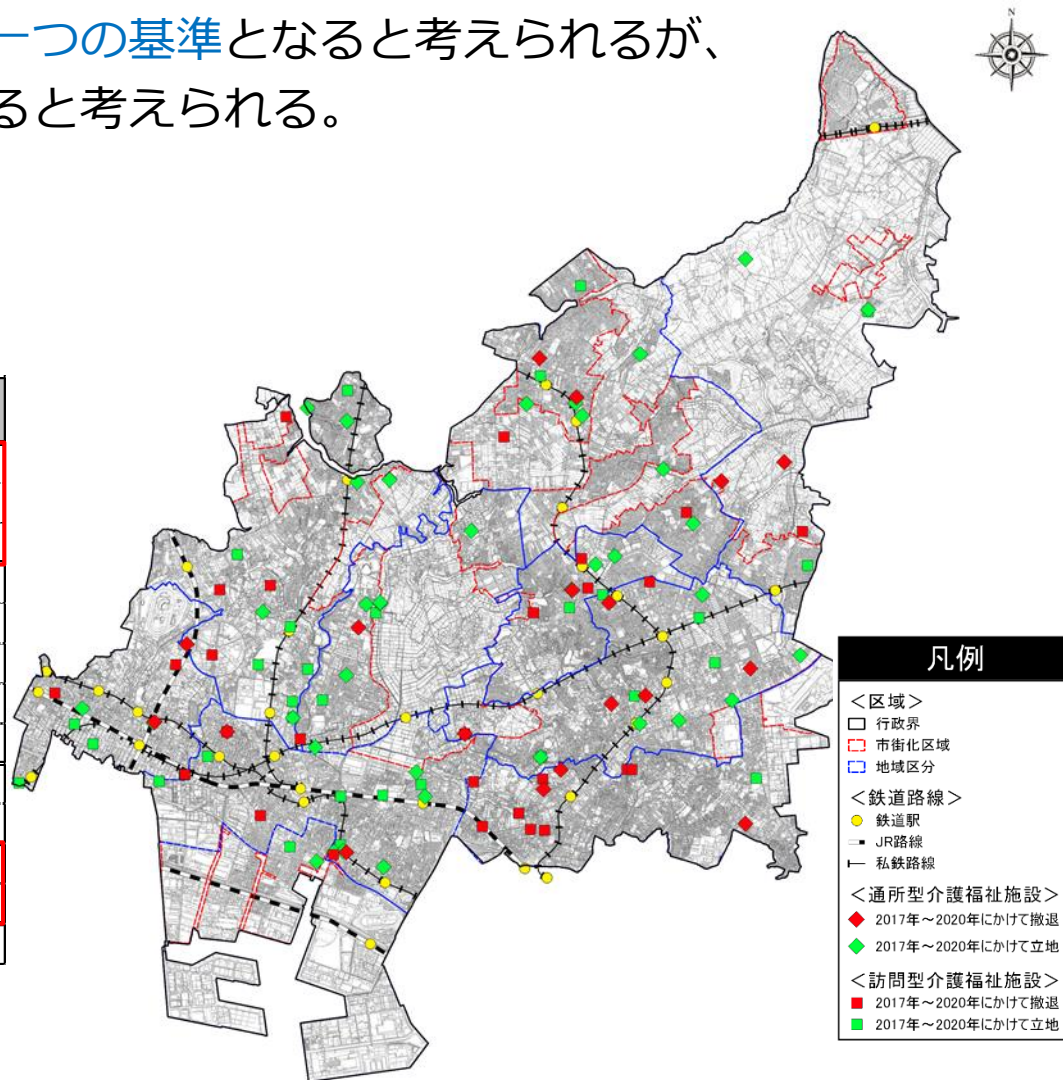 一つの基準となると考えられるが、
ると考えられる。
N
凡例
＜区域＞
行政界
市街化区域
地域区分
＜鉄道路線＞
鉄道駅
JR路線
私鉄路線
＜通所型介護福祉施設＞
2017年～2020年にかけて撤退
2017年～2020年にかけて立地
＜訪問型介護福祉施設＞
2017年～2020年にかけて撤退
2017年～2020年にかけて立地